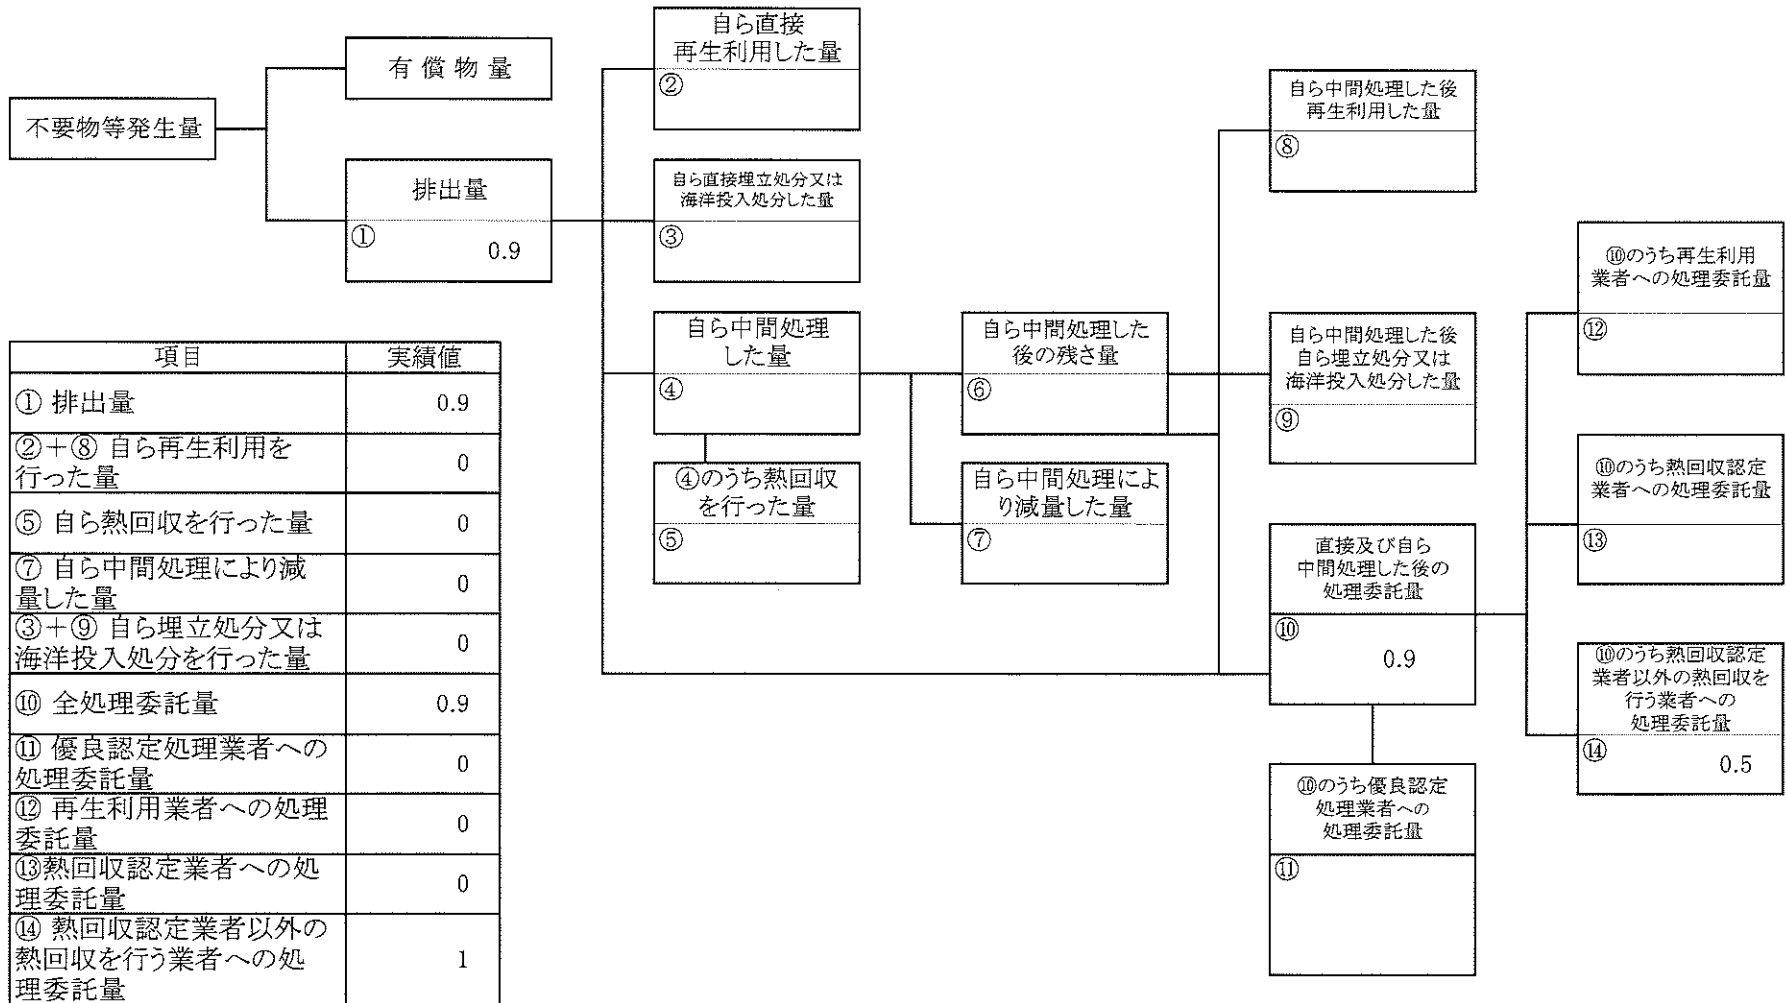 不要物等発生量
有償物量
排出量
①
0.9
自ら直接
再生利用した量
②
自ら直接埋立処分又は
海洋投入処分した量
③
自ら中間処理
した量
④
④のうち熱回収
を行った量
⑤
自ら中間処理した
後の残さ量
⑥
自ら中間処理によ
り減量した量
⑦
自ら中間処理した後
再生利用した量
⑧
自ら中間処理した後
自ら埋立処分又は
海洋投入処分した量
⑨
直接及び自ら
中間処理した後の
処理委託量
⑩
0.9
⑩のうち優良認定
処理業者への
処理委託量
⑪
⑩のうち再生利用
業者への処理委託量
⑫
⑩のうち熱回収認定
業者への処理委託量
⑬
⑩のうち熱回収認定
業者以外の熱回収を
行う業者への
処理委託量
⑭
0.5
項目 実績値
① 排出量 0.9
②+⑧ 自ら再生利用を
行った量 0
⑤ 自ら熱回収を行った量 0
⑦ 自ら中間処理により減
量した量 0
③+⑨ 自ら埋立処分又は
海洋投入処分を行った量 0
⑩ 全処理委託量 0.9
⑪ 優良認定処理業者への
処理委託量 0
⑫ 再生利用業者への処理
委託量 0
⑬熱回収認定業者への処
理委託量 0
⑭ 熱回収認定業者以外の
熱回収を行う業者への処
理委託量 1